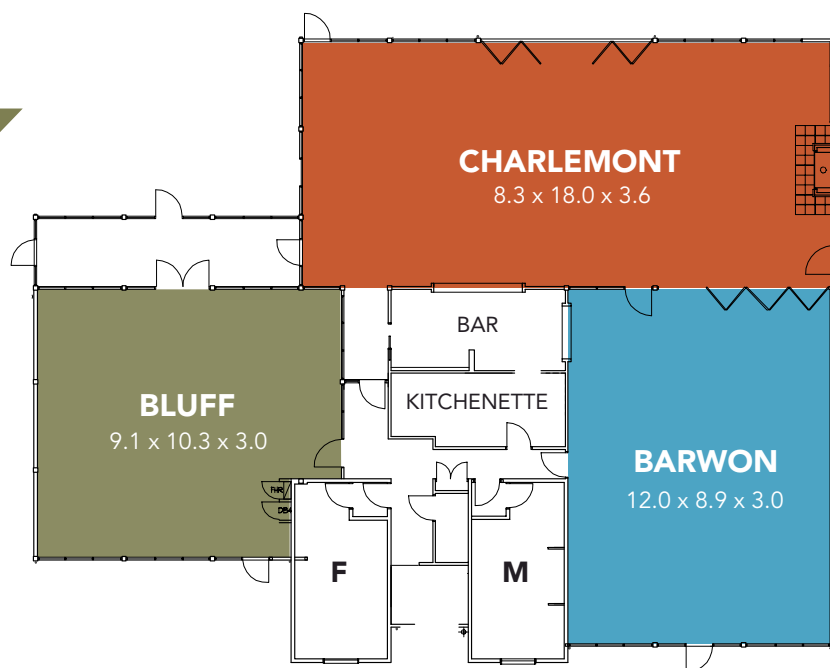 CHARLEMONT
8.3 x 18.0 x 3.6
BAR
BLUFF
9.1 x 10.3 x 3.0
KITCHENETTE
BARWON
12.0 x 8.9 x 3.0
FHR
F
M